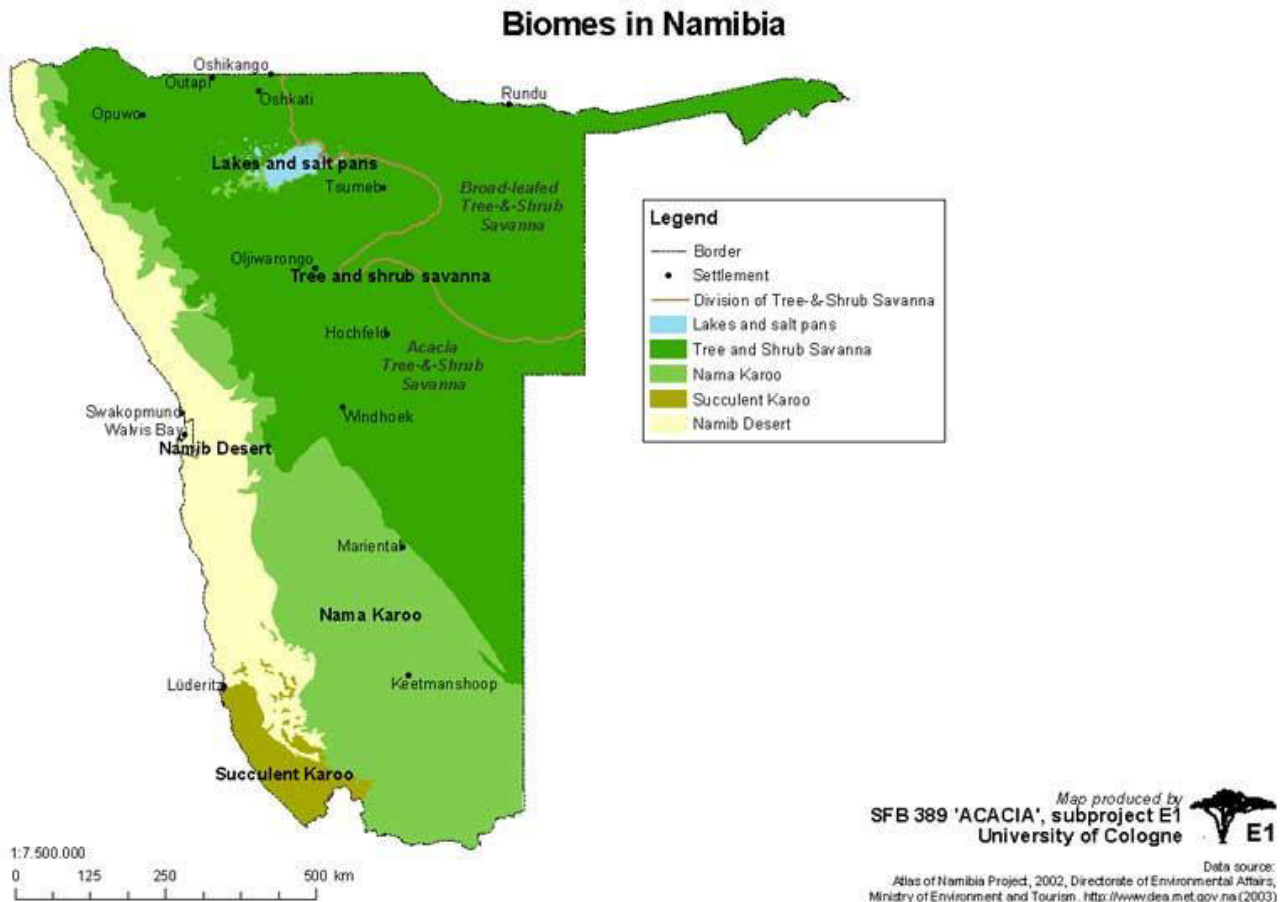 Biomes in Namibia
Oshikango
Outapi
Oshkati
Rundu
Opuwo
Lakes and salt pans
Tsumeb
Broad-leafed
Tree-&-Shrub
Savanna
Legend
Border
Settlement
Division of Tree-&-Shrub Savanna
Lakes and salt pans
Tree and Shrub Savanna
Nama Karoo
Succulent Karoo
Namib Desert
Otjiwarongo
Tree and shrub savanna
Hochfeld
Acacia
Tree-&-Shrub
Savanna
Swakopmund
Walvis Bay
Windhoek
Namib Desert
Mariental
Nama Karoo
Lüderitz
Keetmanshoop
Succulent Karoo
Map produced by
SFB 389 'ACACIA', subproject E1
University of Cologne
E1
1:7.500.000
0 125 250 500 km
Data source:
Atlas of Namibia Project, 2002, Directorate of Environmental Affairs,
Ministry of Environment and Tourism. http://www.dea.met.gov.na (2003)